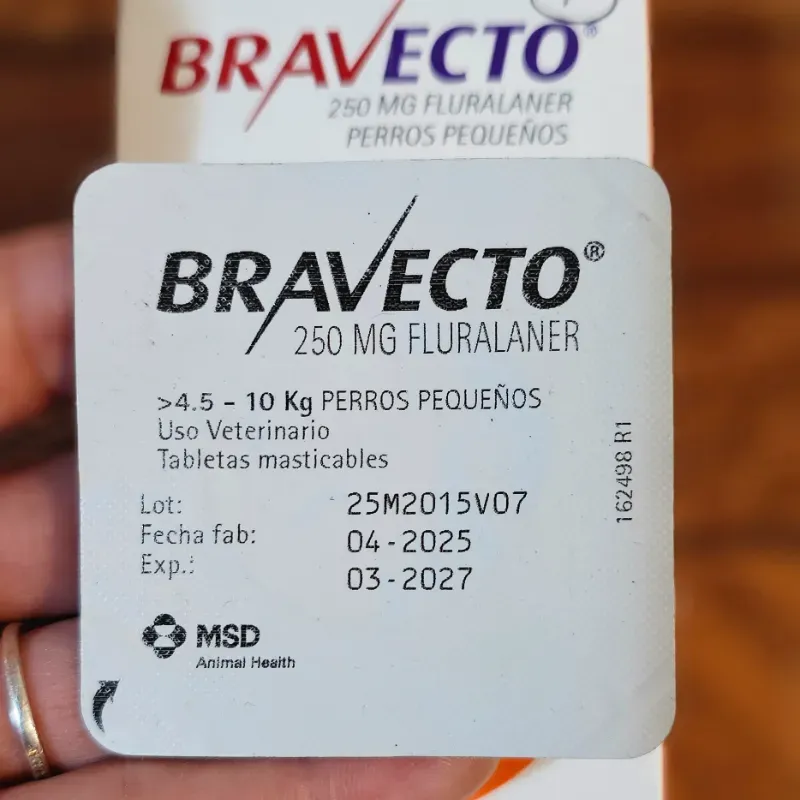 BRAVECTO®
250 MG FLURALANER
PERROS PEQUEÑOS
BRAVECTO®
250 MG FLURALANER
>4.5 - 10 Kg PERROS PEQUEÑOS
Uso Veterinario
Tabletas masticables
Lot: 25M2015V07
Fecha fab: 04-2025
Exp.: 03-2027
162498 R1
MSD
Animal Health